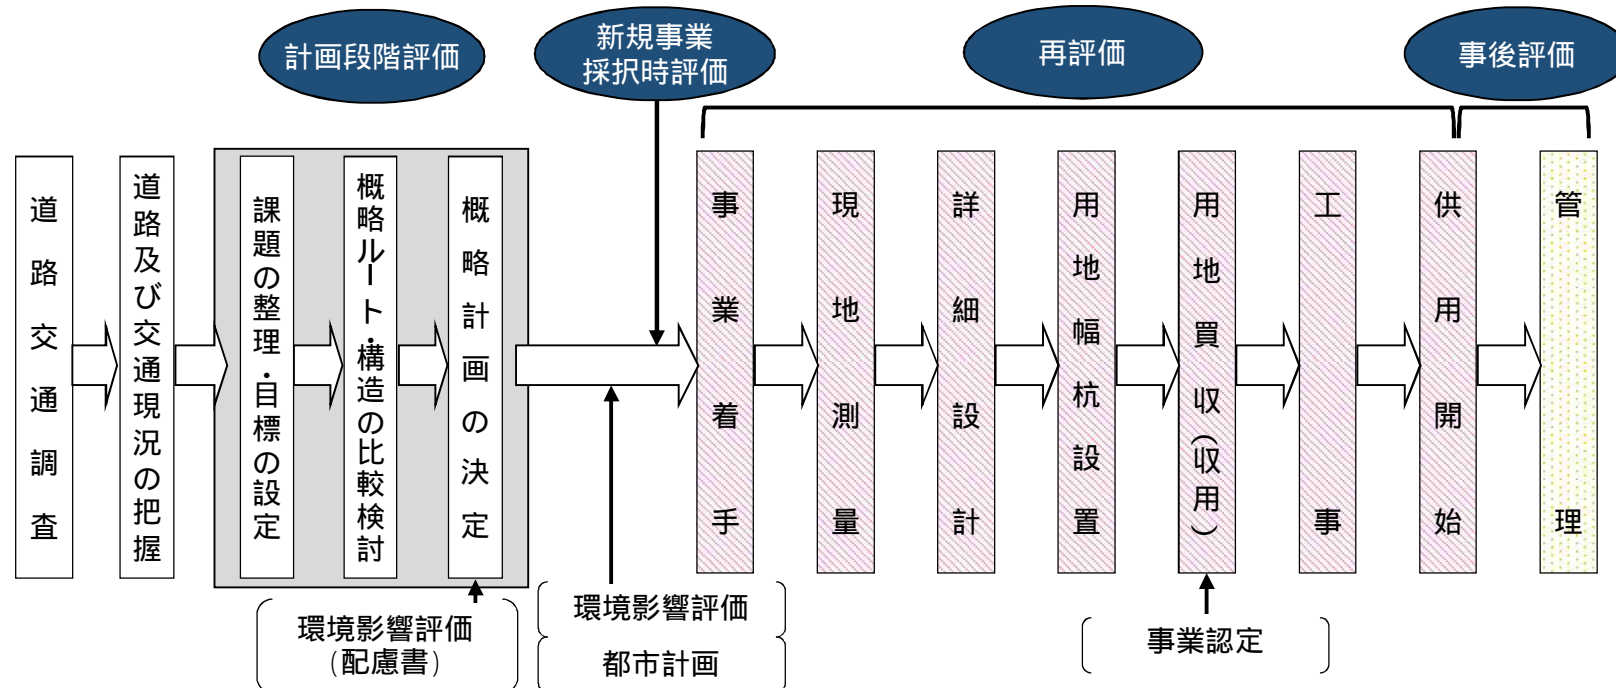 計画段階評価
新規事業
採択時評価
再評価
事後評価
道路交通調査
道路及び交通現況の把握
課題の整理・目標の設定
概略ルート・構造の比較検討
概略計画の決定
事業着手
現地測量
詳細設計
用地幅杭設置
用地買収(収用)
工事
供用開始
管理
環境影響評価
(配慮書)
環境影響評価
都市計画
事業認定